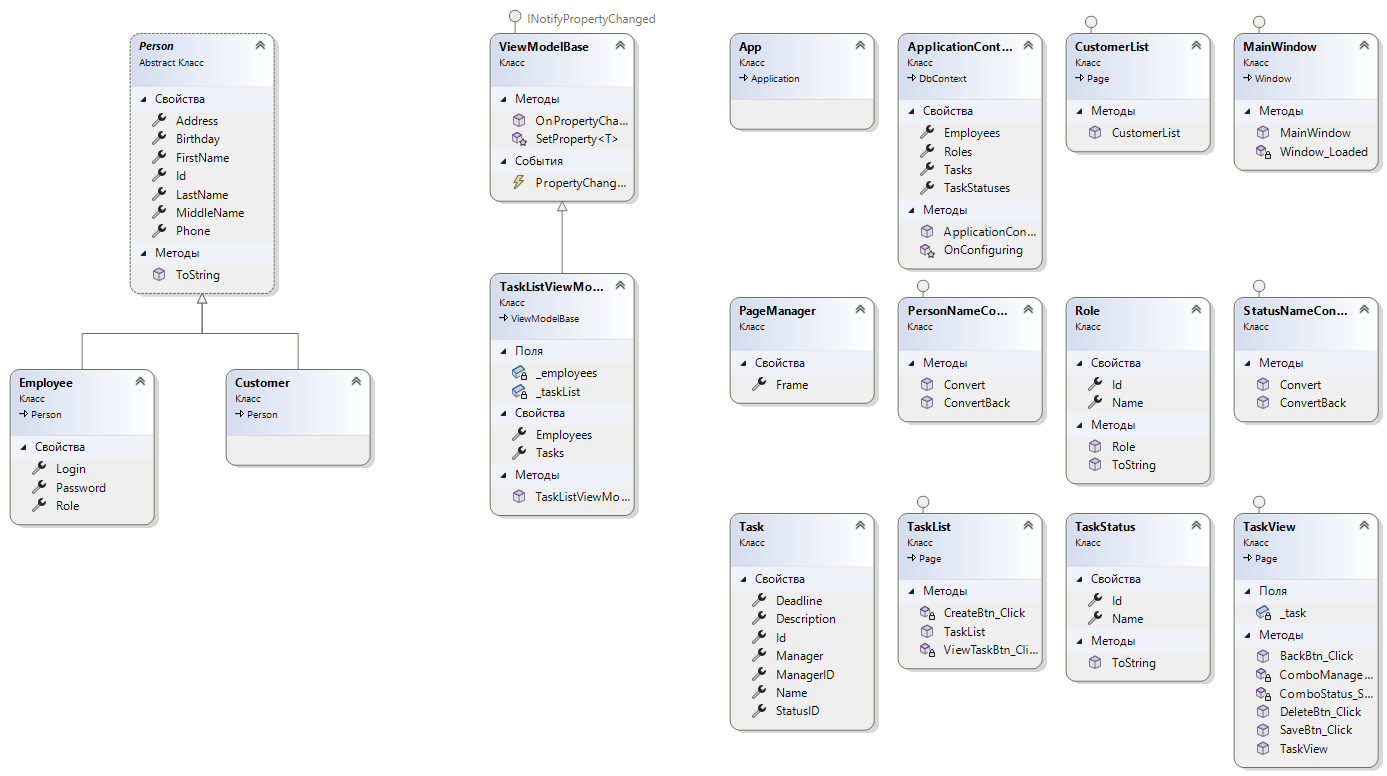 Person
Abstract Класс
Свойства
Address
Birthday
FirstName
Id
LastName
MiddleName
Phone
Методы
ToString
Employee
Класс
Person
Свойства
Login
Password
Role
Customer
Класс
Person
INotifyPropertyChanged
ViewModelBase
Класс
Методы
OnPropertyCha...
SetProperty<T>
События
PropertyChang...
TaskListViewMo...
Класс
ViewModelBase
Поля
_employees
_taskList
Свойства
Employees
Tasks
Методы
TaskListViewMo...
App
Класс
Application
ApplicationCont...
Класс
DbContext
Свойства
Employees
Roles
Tasks
TaskStatuses
Методы
ApplicationCon...
OnConfiguring
CustomerList
Класс
Page
Методы
CustomerList
MainWindow
Класс
Window
Методы
MainWindow
Window_Loaded
PageManager
Класс
Свойства
Frame
PersonNameCo...
Класс
Методы
Convert
ConvertBack
Role
Класс
Свойства
Id
Name
Методы
Role
ToString
StatusNameCon...
Класс
Методы
Convert
ConvertBack
Task
Класс
Свойства
Deadline
Description
Id
Manager
ManagerID
Name
StatusID
TaskList
Класс
Page
Методы
CreateBtn_Click
TaskList
ViewTaskBtn_Cli...
TaskStatus
Класс
Свойства
Id
Name
Методы
ToString
TaskView
Класс
Page
Поля
_task
Методы
BackBtn_Click
ComboManage...
ComboStatus_S...
DeleteBtn_Click
SaveBtn_Click
TaskView